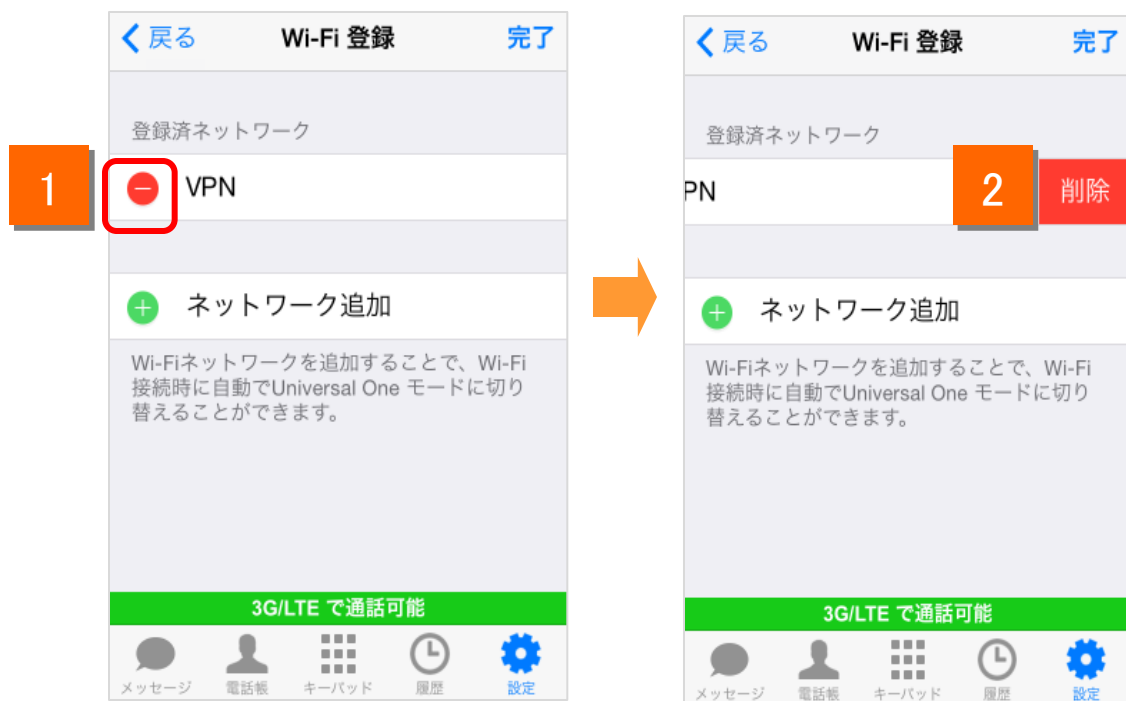 戻る Wi-Fi 登録 完了
登録済ネットワーク
1
VPN
ネットワーク追加
Wi-Fiネットワークを追加することで、Wi-Fi
接続時に自動でUniversal One モードに切り
替えることができます。
3G/LTE で通話可能
メッセージ 電話帳 キーパッド 履歴 設定
戻る Wi-Fi 登録 完了
登録済ネットワーク
PN
2
削除
ネットワーク追加
Wi-Fiネットワークを追加することで、Wi-Fi
接続時に自動でUniversal One モードに切り
替えることができます。
3G/LTE で通話可能
メッセージ 電話帳 キーパッド 履歴 設定